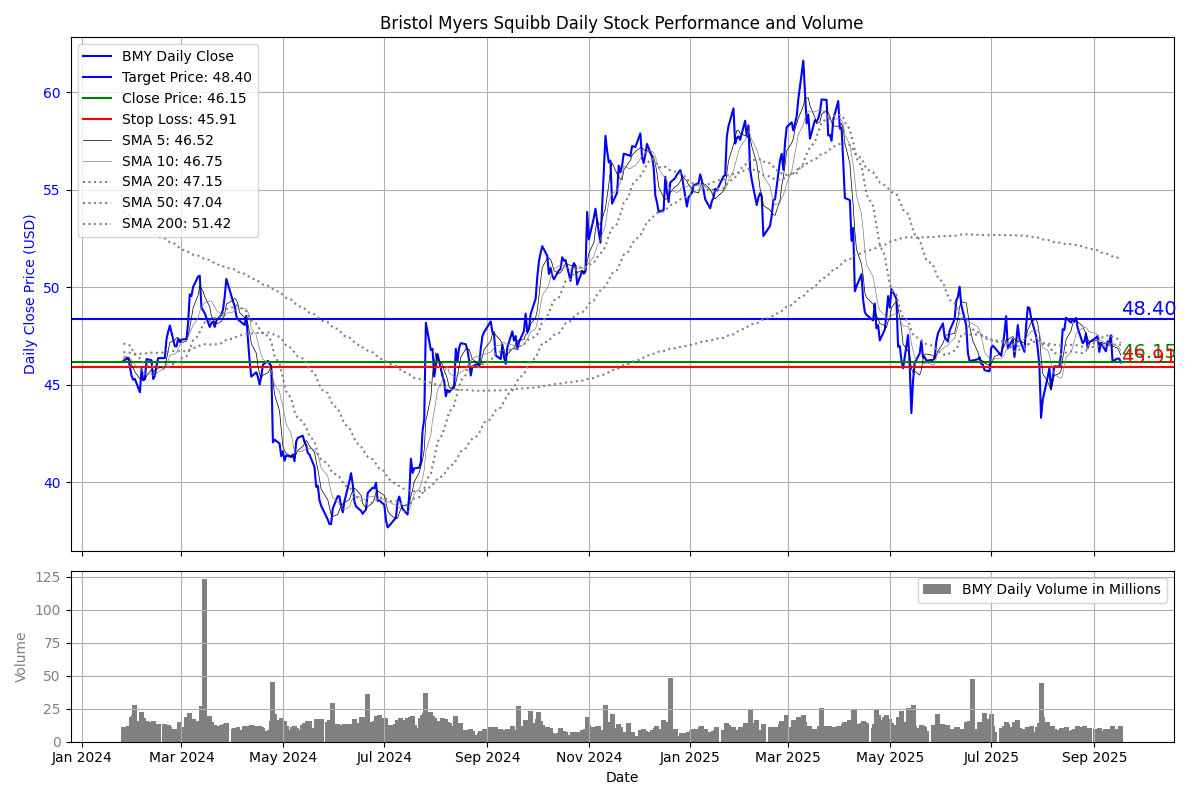 Bristol Myers Squibb Daily Stock Performance and Volume
BMY Daily Close
Target Price: 48.40
Close Price: 46.15
Stop Loss: 45.91
SMA 5: 46.52
SMA 10: 46.75
SMA 20: 47.15
SMA 50: 47.04
SMA 200: 51.42
Daily Close Price (USD)
60
55
50
45
40
48.40
46.15
45.91
BMY Daily Volume in Millions
Volume
125
100
75
50
25
0
Jan 2024 Mar 2024 May 2024 Jul 2024 Sep 2024 Nov 2024 Jan 2025 Mar 2025 May 2025 Jul 2025 Sep 2025
Date